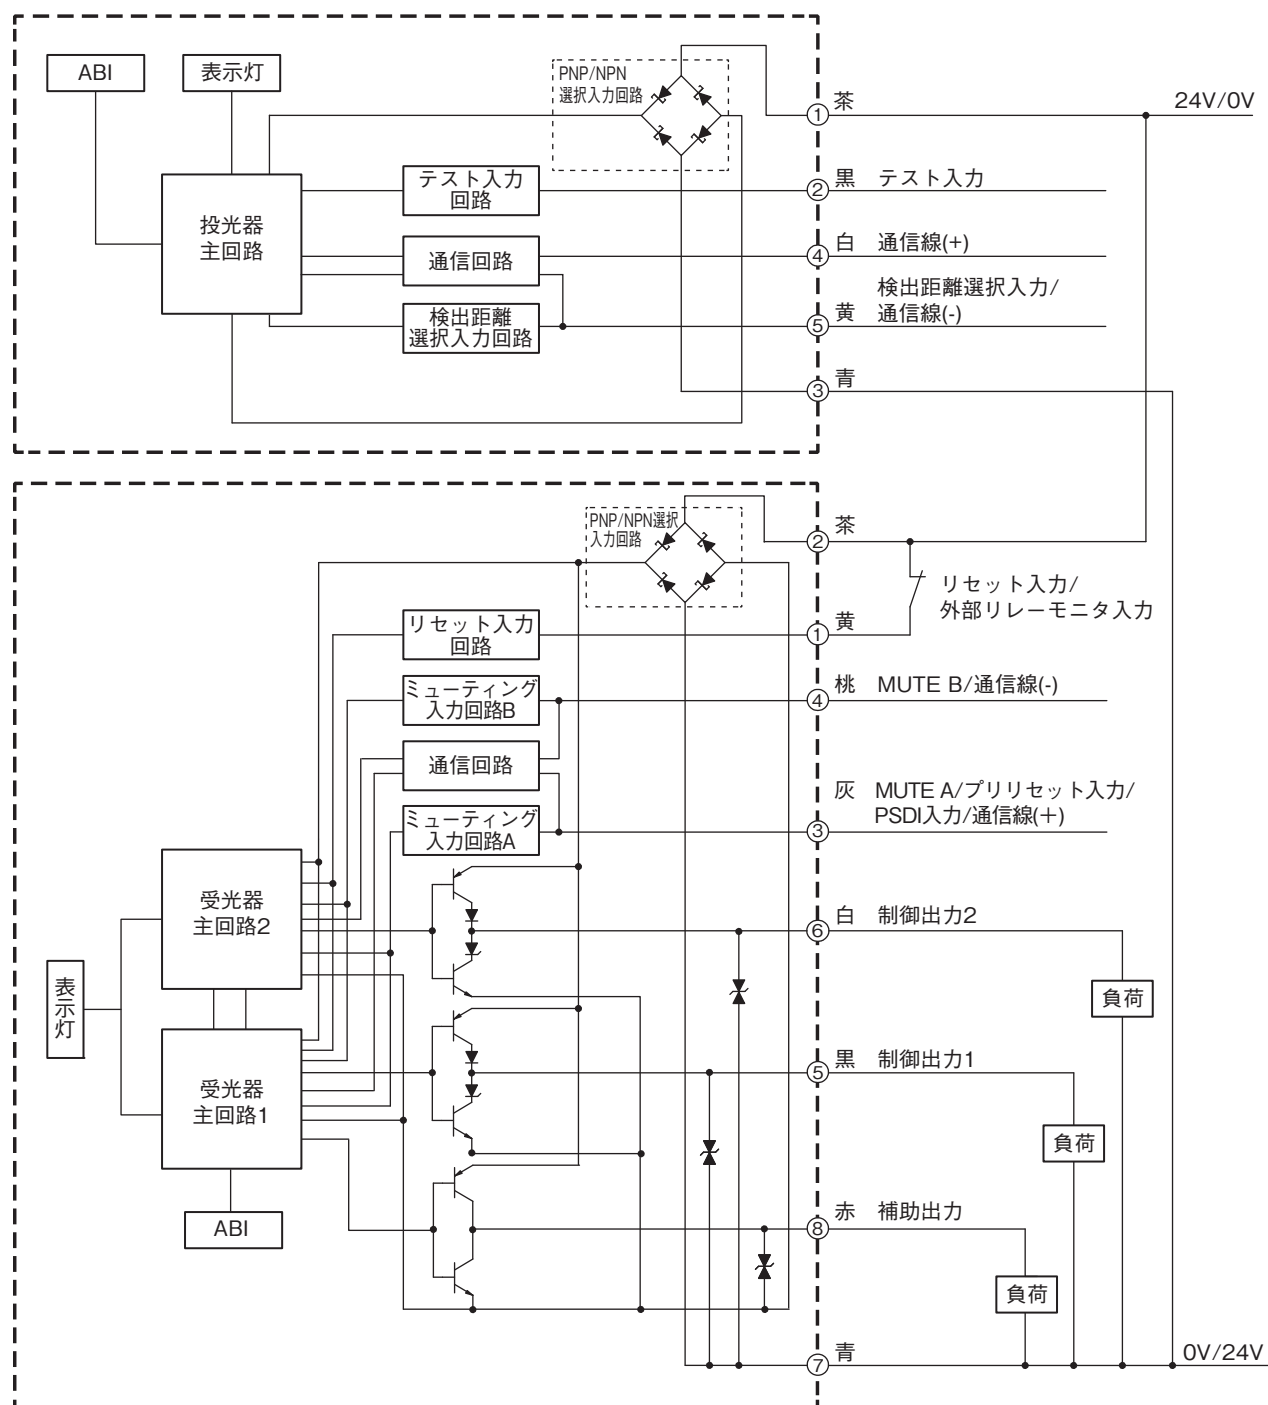 ABI
表示灯
PNP/NPN
選択入力回路
① 茶
24V/0V
テスト入力
回路
② 黒 テスト入力
投光器
主回路
通信回路
④ 白 通信線(+)
検出距離
選択入力回路
検出距離選択入力/
⑤ 黄 通信線(-)
③ 青
PNP/NPN選択
入力回路
② 茶
リセット入力/
外部リレーモニタ入力
リセット入力
回路
① 黄
ミューティング
入力回路B
④ 桃 MUTE B/通信線(-)
通信回路
ミューティング
入力回路A
灰 MUTE A/プリリセット入力/
③ PSDI入力/通信線(+)
受光器
主回路2
⑥ 白 制御出力2
負荷
表示灯
受光器
主回路1
⑤ 黒 制御出力1
負荷
ABI
⑧ 赤 補助出力
負荷
⑦ 青
0V/24V